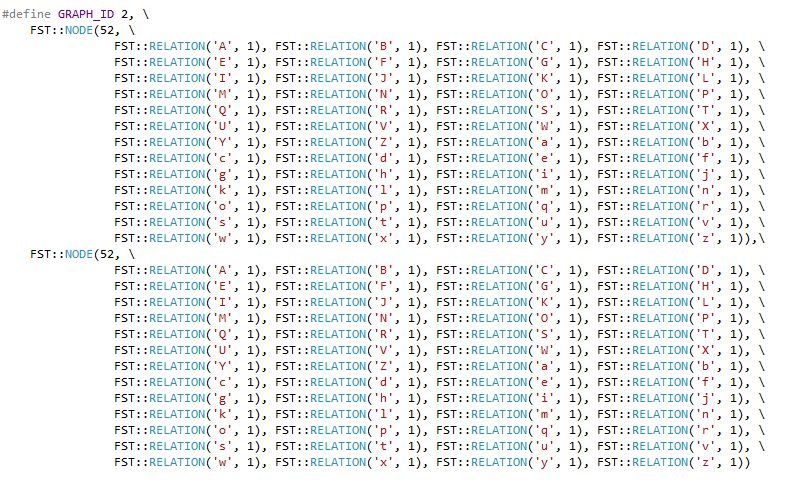 #define GRAPH_ID 2, \
FST::NODE(52, \
FST::RELATION('A', 1), FST::RELATION('B', 1), FST::RELATION('C', 1), FST::RELATION('D', 1), \
FST::RELATION('E', 1), FST::RELATION('F', 1), FST::RELATION('G', 1), FST::RELATION('H', 1), \
FST::RELATION('I', 1), FST::RELATION('J', 1), FST::RELATION('K', 1), FST::RELATION('L', 1), \
FST::RELATION('M', 1), FST::RELATION('N', 1), FST::RELATION('O', 1), FST::RELATION('P', 1), \
FST::RELATION('Q', 1), FST::RELATION('R', 1), FST::RELATION('S', 1), FST::RELATION('T', 1), \
FST::RELATION('U', 1), FST::RELATION('V', 1), FST::RELATION('W', 1), FST::RELATION('X', 1), \
FST::RELATION('Y', 1), FST::RELATION('Z', 1), FST::RELATION('a', 1), FST::RELATION('b', 1), \
FST::RELATION('c', 1), FST::RELATION('d', 1), FST::RELATION('e', 1), FST::RELATION('f', 1), \
FST::RELATION('g', 1), FST::RELATION('h', 1), FST::RELATION('i', 1), FST::RELATION('j', 1), \
FST::RELATION('k', 1), FST::RELATION('l', 1), FST::RELATION('m', 1), FST::RELATION('n', 1), \
FST::RELATION('o', 1), FST::RELATION('p', 1), FST::RELATION('q', 1), FST::RELATION('r', 1), \
FST::RELATION('s', 1), FST::RELATION('t', 1), FST::RELATION('u', 1), FST::RELATION('v', 1), \
FST::RELATION('w', 1), FST::RELATION('x', 1), FST::RELATION('y', 1), FST::RELATION('z', 1)),\
FST::NODE(52, \
FST::RELATION('A', 1), FST::RELATION('B', 1), FST::RELATION('C', 1), FST::RELATION('D', 1), \
FST::RELATION('E', 1), FST::RELATION('F', 1), FST::RELATION('G', 1), FST::RELATION('H', 1), \
FST::RELATION('I', 1), FST::RELATION('J', 1), FST::RELATION('K', 1), FST::RELATION('L', 1), \
FST::RELATION('M', 1), FST::RELATION('N', 1), FST::RELATION('O', 1), FST::RELATION('P', 1), \
FST::RELATION('Q', 1), FST::RELATION('R', 1), FST::RELATION('S', 1), FST::RELATION('T', 1), \
FST::RELATION('U', 1), FST::RELATION('V', 1), FST::RELATION('W', 1), FST::RELATION('X', 1), \
FST::RELATION('Y', 1), FST::RELATION('Z', 1), FST::RELATION('a', 1), FST::RELATION('b', 1), \
FST::RELATION('c', 1), FST::RELATION('d', 1), FST::RELATION('e', 1), FST::RELATION('f', 1), \
FST::RELATION('g', 1), FST::RELATION('h', 1), FST::RELATION('i', 1), FST::RELATION('j', 1), \
FST::RELATION('k', 1), FST::RELATION('l', 1), FST::RELATION('m', 1), FST::RELATION('n', 1), \
FST::RELATION('o', 1), FST::RELATION('p', 1), FST::RELATION('q', 1), FST::RELATION('r', 1), \
FST::RELATION('s', 1), FST::RELATION('t', 1), FST::RELATION('u', 1), FST::RELATION('v', 1), \
FST::RELATION('w', 1), FST::RELATION('x', 1), FST::RELATION('y', 1), FST::RELATION('z', 1))